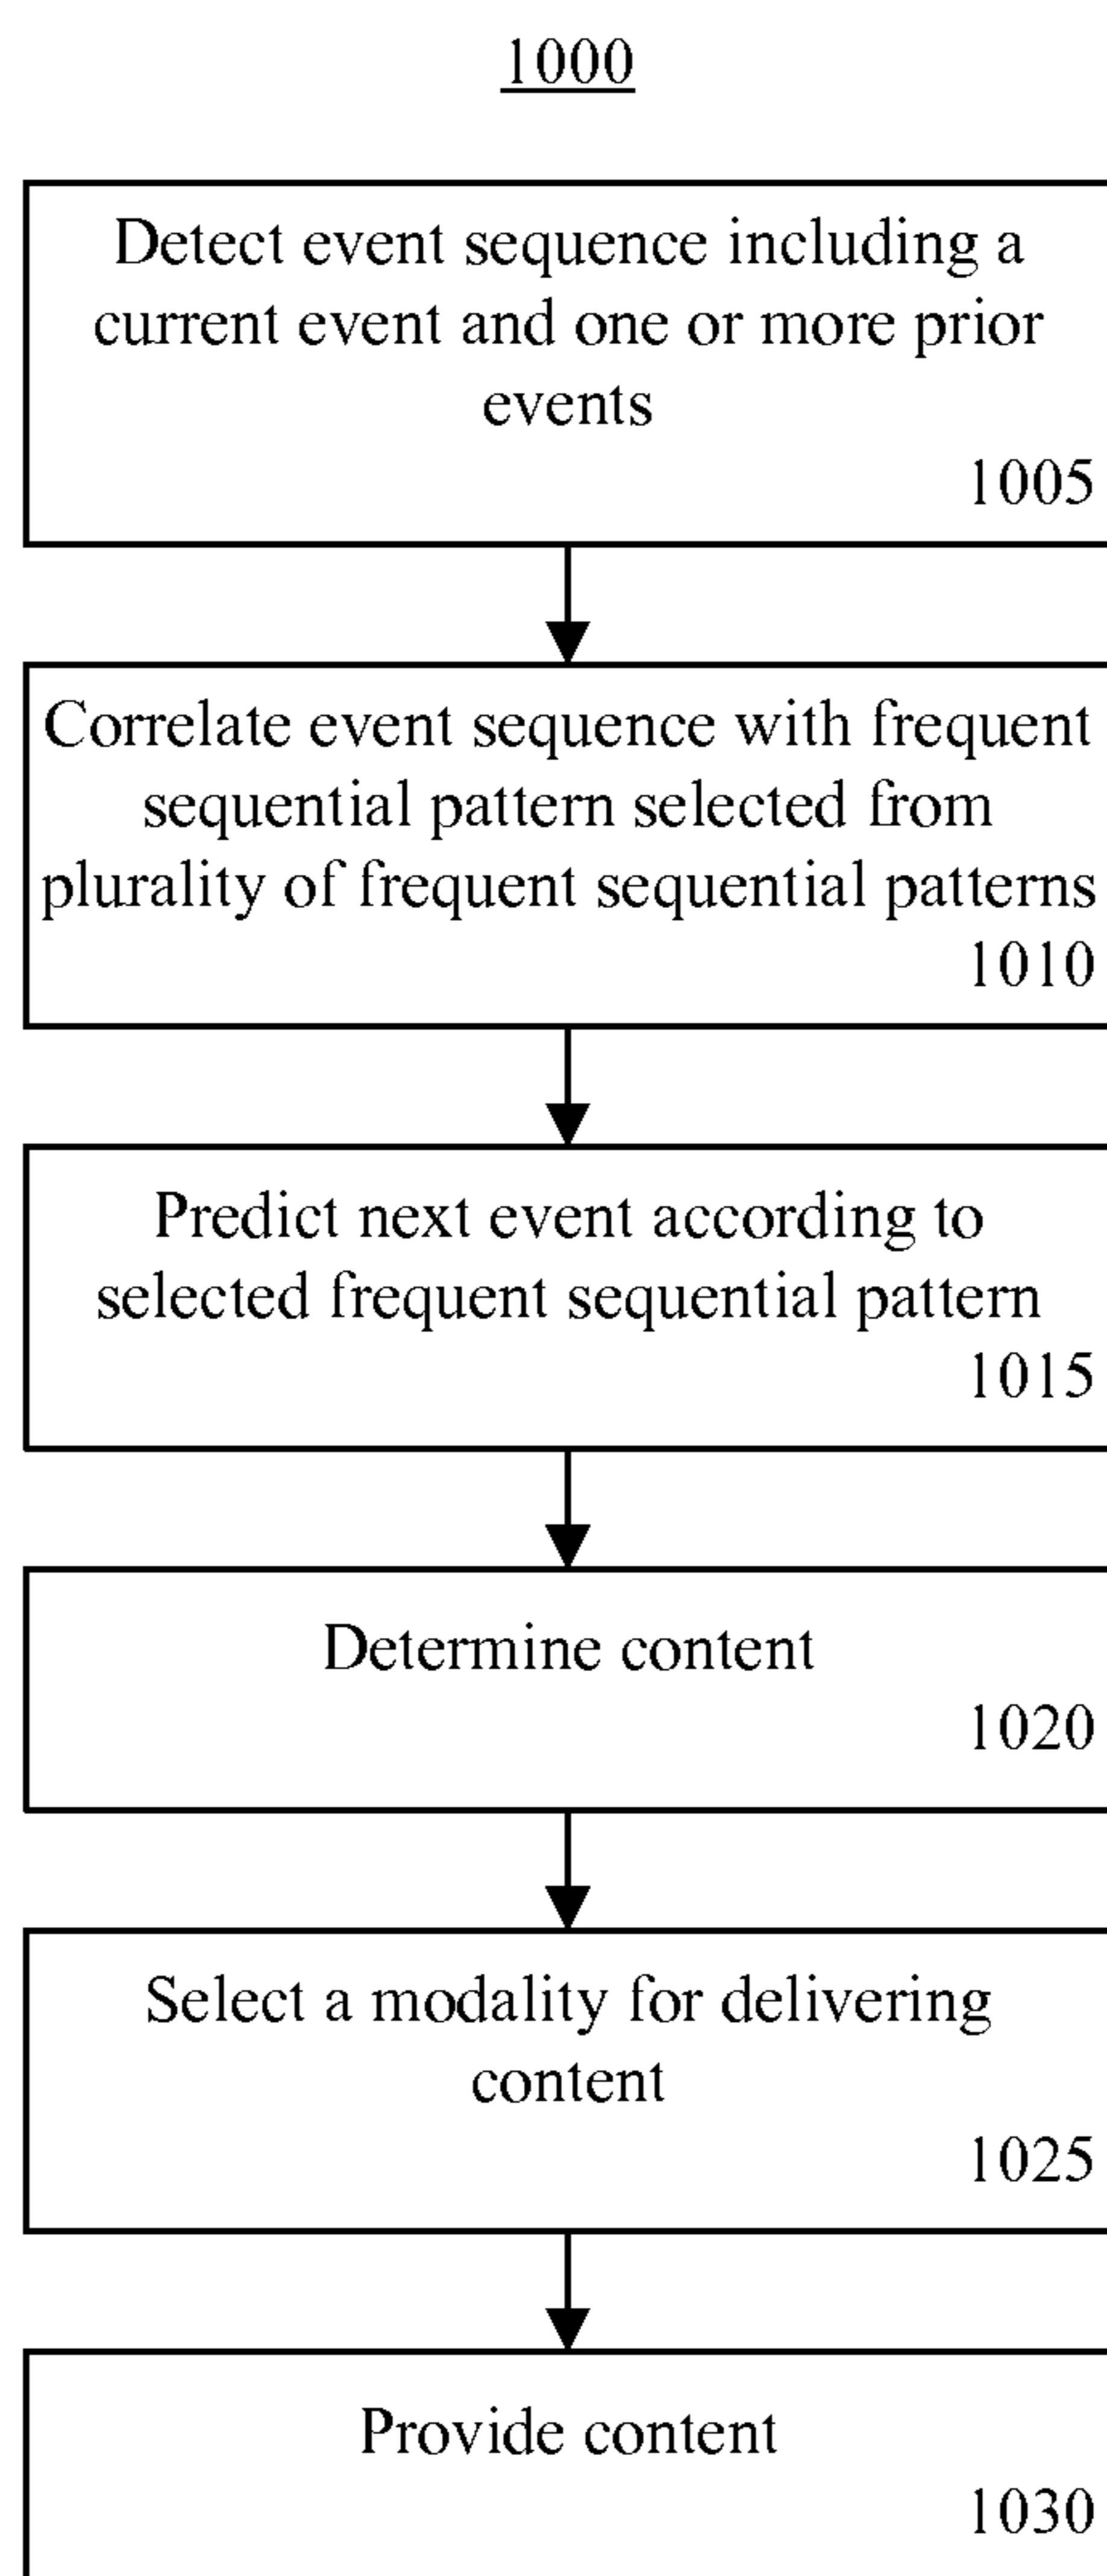 1000
Detect event sequence including a
current event and one or more prior
events
1005
Correlate event sequence with frequent
sequential pattern selected from
plurality of frequent sequential patterns
1010
Predict next event according to
selected frequent sequential pattern
1015
Determine content
1020
Select a modality for delivering
content
1025
Provide content
1030